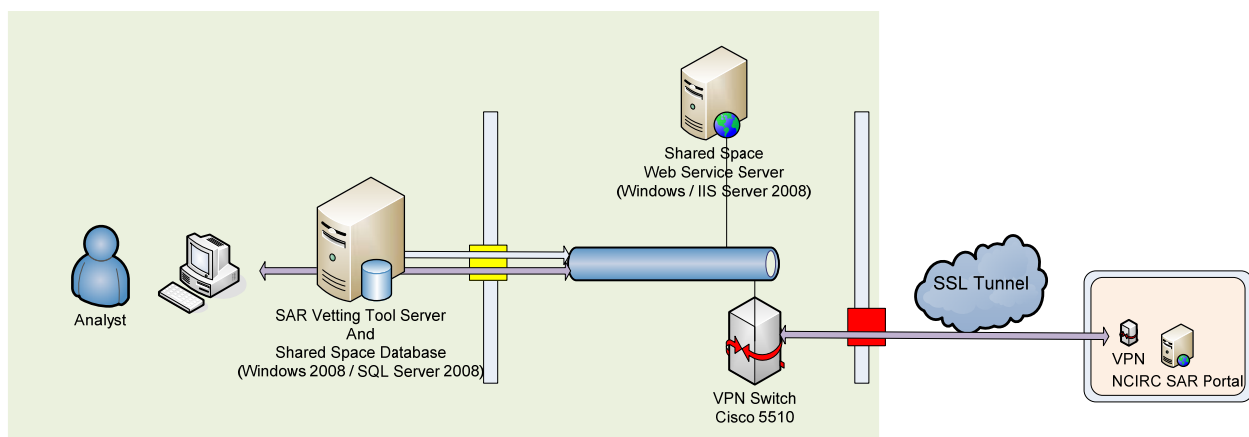 Shared Space
Web Service Server
(Windows / IIS Server 2008)
Analyst
SAR Vetting Tool Server
And
Shared Space Database
(Windows 2008 / SQL Server 2008)
VPN Switch
Cisco 5510
SSL Tunnel
VPN
NCIRC SAR Portal